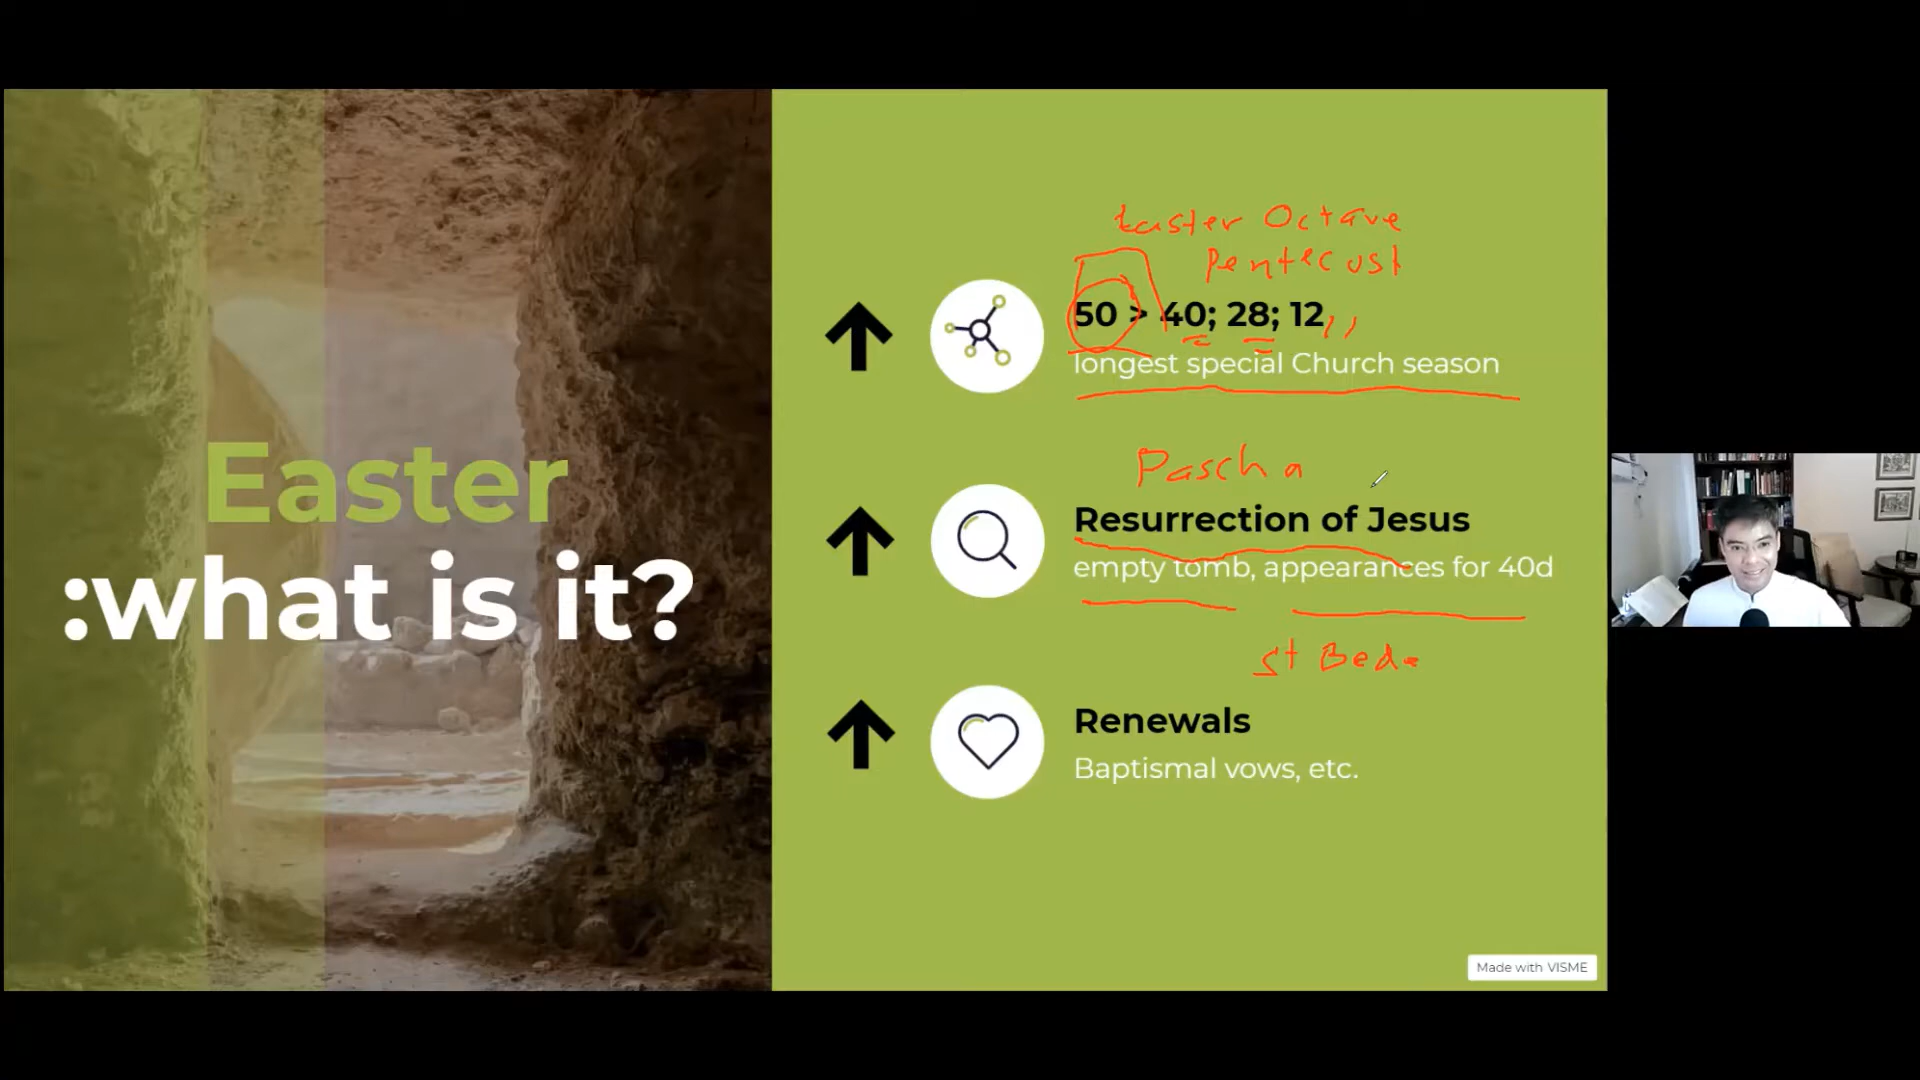 Easter
:what is it?
Easter Octave
Pentecost
50 > 40; 28; 12,,
longest special Church season
Pascha
Resurrection of Jesus
empty tomb, appearances for 40d
St Bede
Renewals
Baptismal vows, etc.
Made with VISME